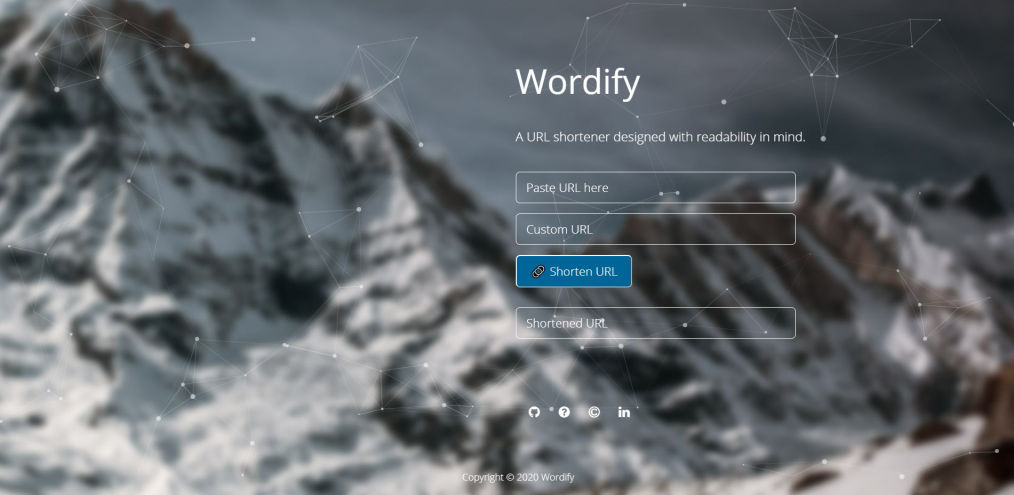 Wordify
A URL shortener designed with readability in mind.
Paste URL here
Custom URL
Shorten URL
Shortened URL
Copyright © 2020 Wordify